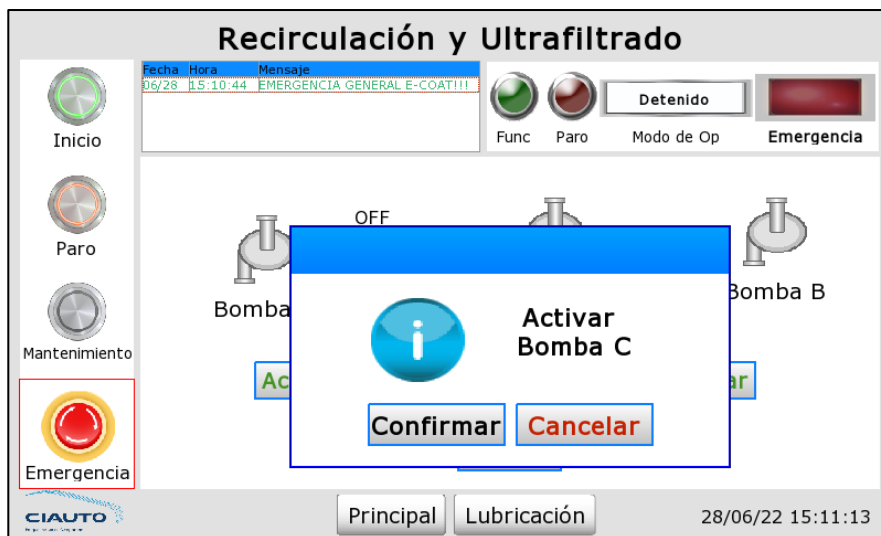 Recirculación y Ultrafiltrado
Fecha Hora Mensaje
06/28 15:10:44 EMERGENCIA GENERAL E-COAT!!!
Func
Paro
Detenido
Modo de Op
Emergencia
Inicio
Paro
Mantenimiento
Emergencia
OFF
Bomba
Bomba B
Ac
ar
Activar
Bomba C
Confirmar
Cancelar
CIAUTO
Principal
Lubricación
28/06/22 15:11:13